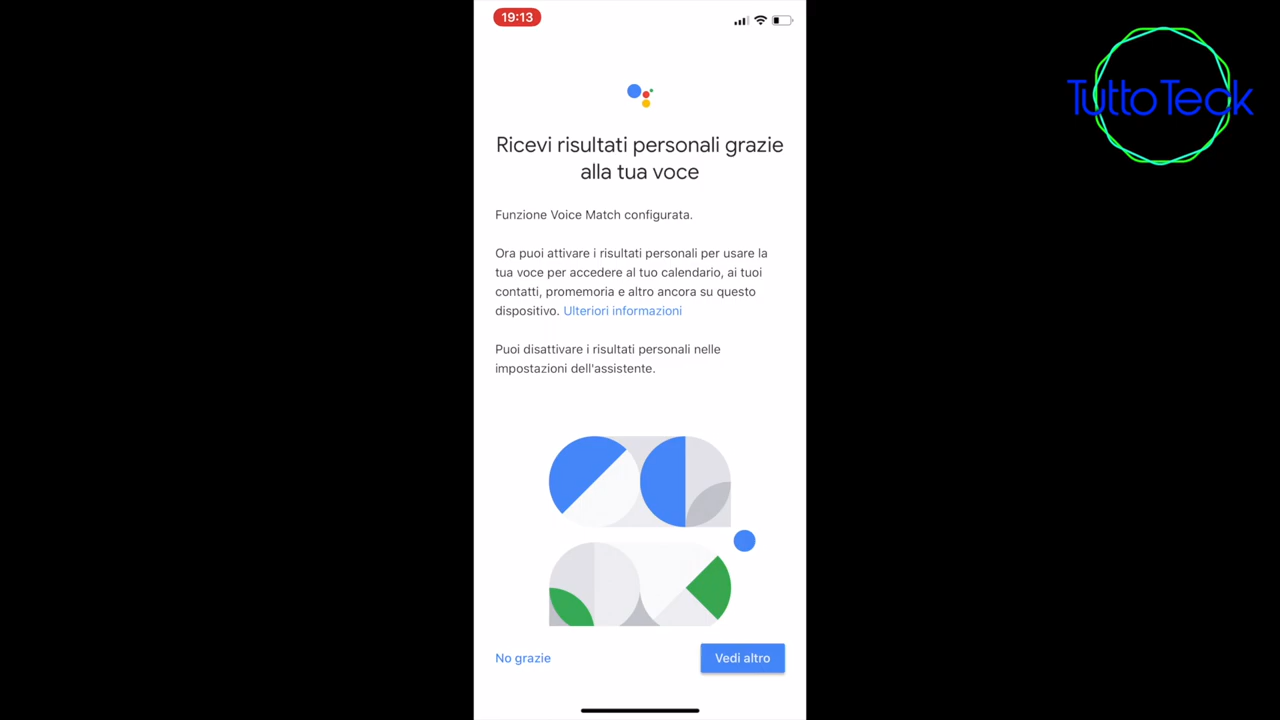 19:13
TuttoTeck
Ricevi risultati personali grazie
alla tua voce
Funzione Voice Match configurata.
Ora puoi attivare i risultati personali per usare la
tua voce per accedere al tuo calendario, ai tuoi
contatti, promemoria e altro ancora su questo
dispositivo. Ulteriori informazioni
Puoi disattivare i risultati personali nelle
impostazioni dell'assistente.
No grazie
Vedi altro